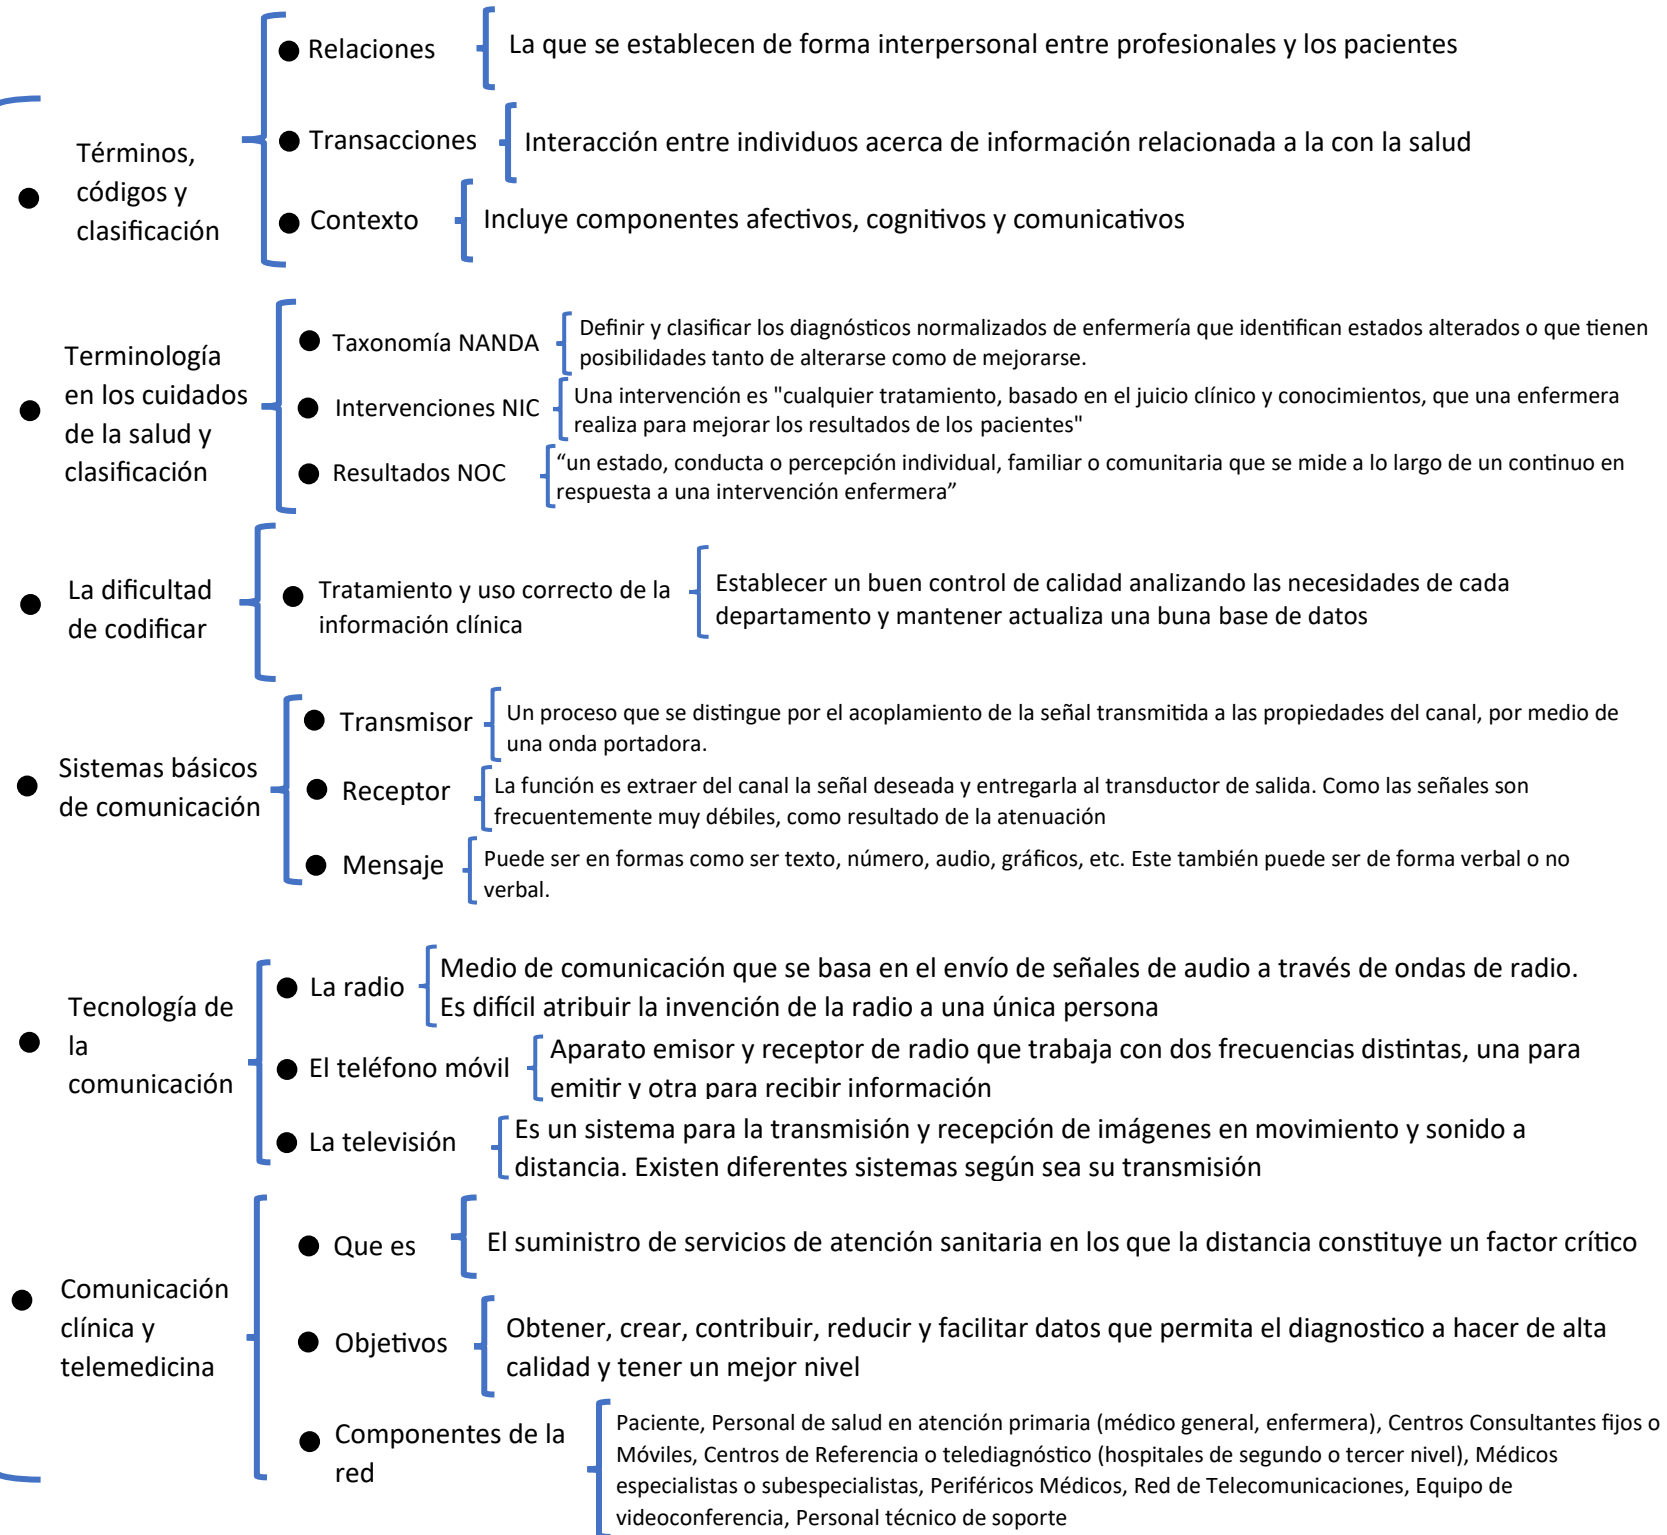 Términos,
códigos y
clasificación
Relaciones
La que se establecen de forma interpersonal entre profesionales y los pacientes
Transacciones
Interacción entre individuos acerca de información relacionada a la con la salud
Contexto
Incluye componentes afectivos, cognitivos y comunicativos
Terminología
en los cuidados
de la salud y
clasificación
Taxonomía NANDA
Definir y clasificar los diagnósticos normalizados de enfermería que identifican estados alterados o que tienen
posibilidades tanto de alterarse como de mejorarse.
Intervenciones NIC
Una intervención es "cualquier tratamiento, basado en el juicio clínico y conocimientos, que una enfermera
realiza para mejorar los resultados de los pacientes"
Resultados NOC
“un estado, conducta o percepción individual, familiar o comunitaria que se mide a lo largo de un continuo en
respuesta a una intervención enfermera”
La dificultad
de codificar
Tratamiento y uso correcto de la
información clínica
Establecer un buen control de calidad analizando las necesidades de cada
departamento y mantener actualiza una buna base de datos
Sistemas básicos
de comunicación
Transmisor
Un proceso que se distingue por el acoplamiento de la señal transmitida a las propiedades del canal, por medio de
una onda portadora.
Receptor
La función es extraer del canal la señal deseada y entregarla al transductor de salida. Como las señales son
frecuentemente muy débiles, como resultado de la atenuación
Mensaje
Puede ser en formas como ser texto, número, audio, gráficos, etc. Este también puede ser de forma verbal o no
verbal.
Tecnología de
la
comunicación
La radio
Medio de comunicación que se basa en el envío de señales de audio a través de ondas de radio.
Es difícil atribuir la invención de la radio a una única persona
El teléfono móvil
Aparato emisor y receptor de radio que trabaja con dos frecuencias distintas, una para
emitir y otra para recibir información
La televisión
Es un sistema para la transmisión y recepción de imágenes en movimiento y sonido a
distancia. Existen diferentes sistemas según sea su transmisión
Comunicación
clínica y
telemedicina
Que es
El suministro de servicios de atención sanitaria en los que la distancia constituye un factor crítico
Objetivos
Obtener, crear, contribuir, reducir y facilitar datos que permita el diagnostico a hacer de alta
calidad y tener un mejor nivel
Componentes de la
red
Paciente, Personal de salud en atención primaria (médico general, enfermera), Centros Consultantes fijos o
Móviles, Centros de Referencia o telediagnóstico (hospitales de segundo o tercer nivel), Médicos
especialistas o subespecialistas, Periféricos Médicos, Red de Telecomunicaciones, Equipo de
videoconferencia, Personal técnico de soporte